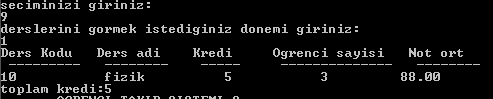 seciminizi giriniz:
9
derslerini gormek istediginiz donemi giriniz:
1
Ders Kodu Ders adi Kredi Ogrenci sayisi Not ort
10 fizik 5 3 88.00
toplam kredi:5